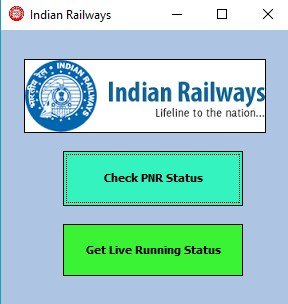 Indian Railways
भारतीय रेल
INDIAN RAILWAYS
Indian Railways
Lifeline to the nation...
Check PNR Status
Get Live Running Status